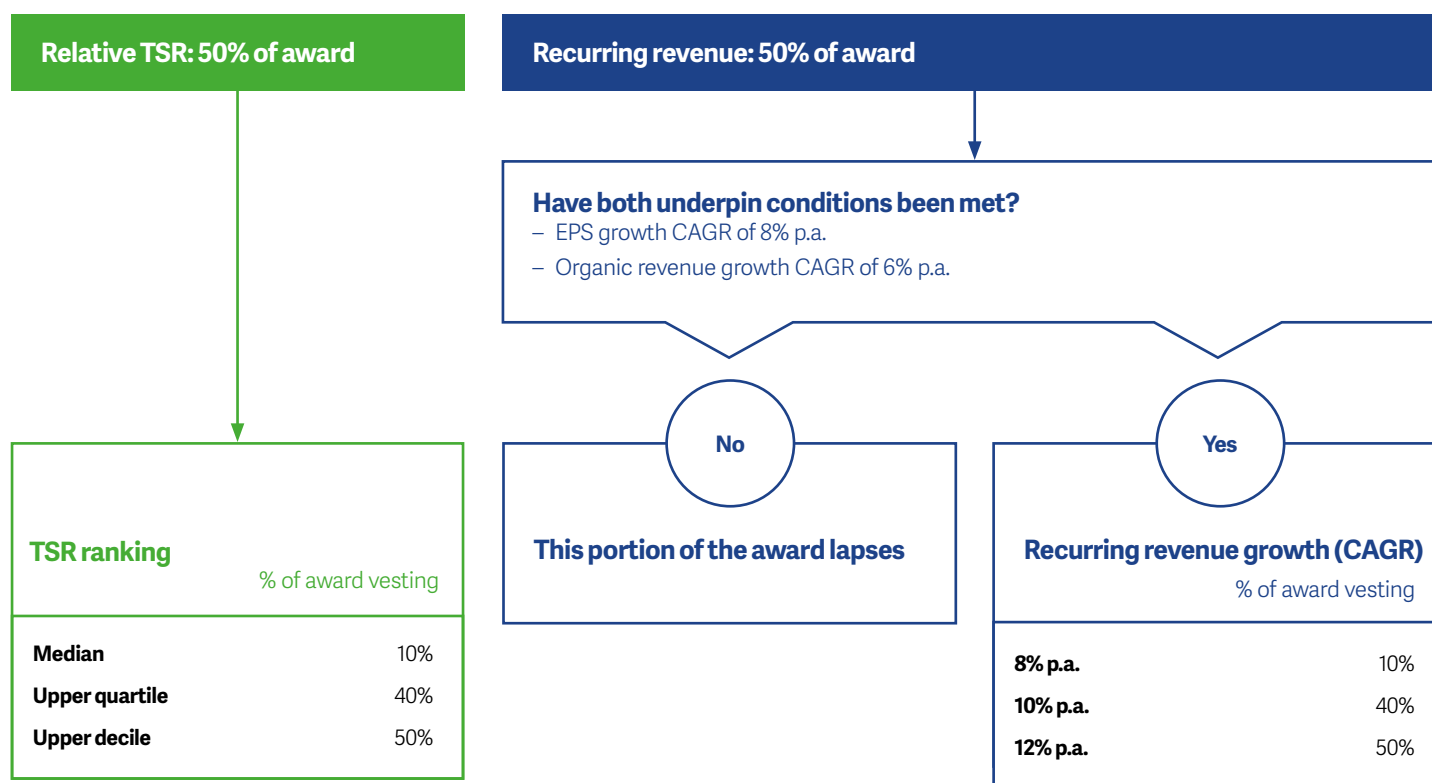 Relative TSR: 50% of award
TSR ranking
% of award vesting
Median 10%
Upper quartile 40%
Upper decile 50%
Recurring revenue: 50% of award
Have both underpin conditions been met?
– EPS growth CAGR of 8% p.a.
– Organic revenue growth CAGR of 6% p.a.
No
This portion of the award lapses
Yes
Recurring revenue growth (CAGR)
% of award vesting
8% p.a. 10%
10% p.a. 40%
12% p.a. 50%